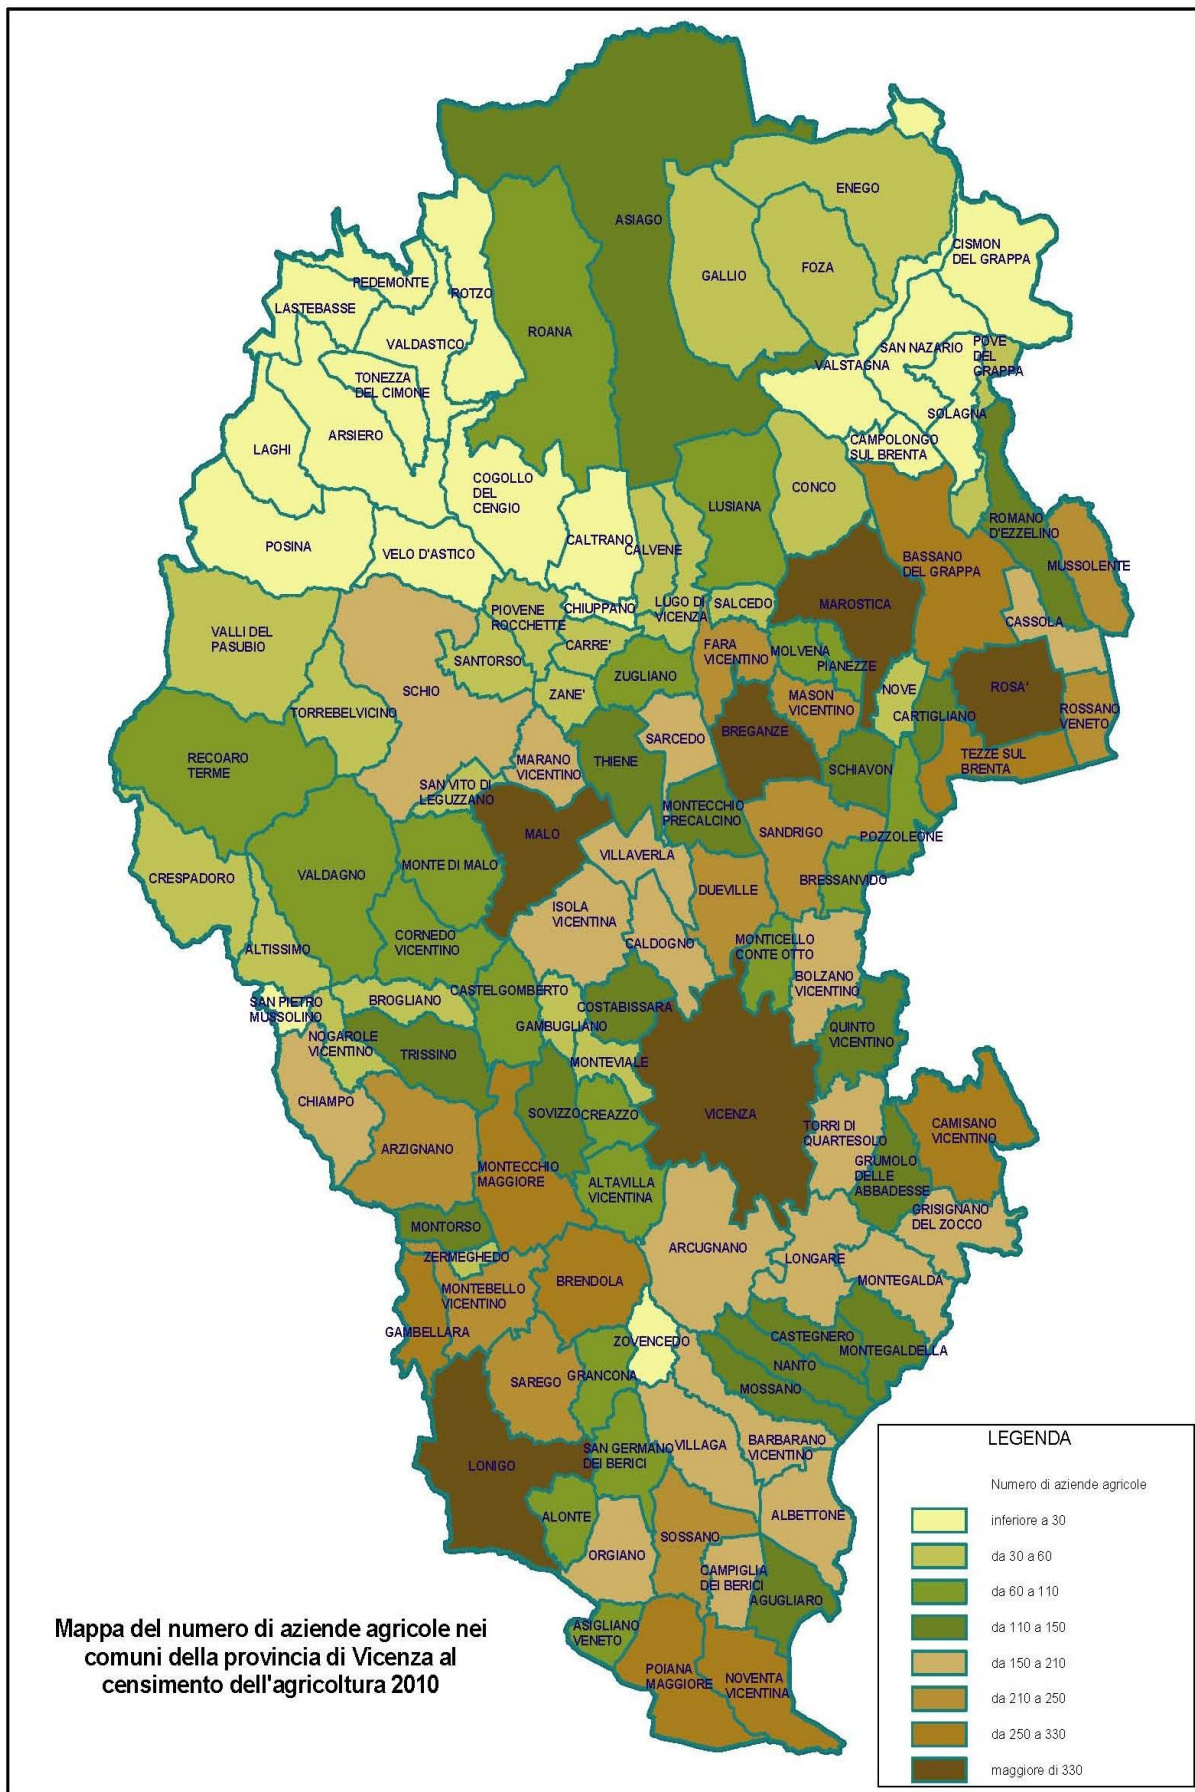 ENEGO
ASIAGO
CISMON
DEL GRAPPA
FOZA
GALLIO
PEDEMONTE
ROTZO
LASTEBASSE
ROANA
VALDASTICO
SAN NAZARIO
POVE
DEL
GRAPPA
VALSTAGNA
TONEZZA
DEL CIMONE
SOLAGNA
ARSIERO
CAMPOLONGO
SUL BRENTA
LAGHI
COGOLLO
DEL
CENGIO
CONCO
LUSIANA
ROMANO
D'EZZELINO
POSINA
VELO D'ASTICO
CALTRANO
CALVENE
BASSANO
DEL GRAPPA
MUSSOLENTE
CHIUPPANO
LUGO DI
VICENZA
SALCEDO
MAROSTICA
PIOVENE
ROCCHETTE
CASSOLA
VALLI DEL
PASUBIO
CARRE'
FARA
VICENTINO
MOLVENA
PIANEZZE
SANTORSO
ZUGLIANO
SCHIO
ZANE'
NOVE
ROSA'
MASON
VICENTINO
TORREBELVICINO
CARTIGLIANO
ROSSANO
VENETO
BREGANZE
SARCEDO
RECOARO
TERME
MARANO
VICENTINO
THIENE
SCHIAVON
TEZZE SUL
BRENTA
SAN VITO DI
LEGUZZANO
MONTECCHIO
PRECALCINO
MALO
SANDRIGO
POZZOLEONE
VILLAVERLA
MONTE DI MALO
VALDAGNO
CRESPADORO
DUEVILLE
BRESSANVIDO
ISOLA
VICENTINA
CORNEDO
VICENTINO
CALDOGNO
MONTICELLO
CONTE OTTO
ALTISSIMO
BOLZANO
VICENTINO
CASTELGOMBERTO
BROGLIANO
SAN PIETRO
MUSSOLINO
COSTABISSARA
GAMBUGLIANO
QUINTO
VICENTINO
NOGAROLE
VICENTINO
TRISSINO
MONTEVIALE
CHIAMPO
SOVIZZO
CREAZZO
VICENZA
TORRI DI
QUARTESOLO
CAMISANO
VICENTINO
ARZIGNANO
MONTECCHIO
MAGGIORE
GRUMOLO
DELLE
ABBADESSE
ALTAVILLA
VICENTINA
GRISIGNANO
DEL ZOCCO
MONTORSO
ARCUGNANO
ZERMEGHEDO
LONGARE
BRENDOLA
MONTEGALDA
MONTEBELLO
VICENTINO
GAMBELLARA
ZOVENCEDO
CASTEGNERO
MONTEGALDELLA
NANTO
GRANCONA
SAREGO
MOSSANO
BARBARANO
VICENTINO
VILLAGA
SAN GERMANO
DEI BERICI
LONIGO
ALBETTONE
ALONTE
SOSSANO
ORGIANO
CAMPIGLIA
DEI BERICI
AGUGLIARO
ASIGLIANO
VENETO
POIANA
MAGGIORE
NOVENTA
VICENTINA
Mappa del numero di aziende agricole nei
comuni della provincia di Vicenza al
censimento dell'agricoltura 2010
LEGENDA
Numero di aziende agricole
inferiore a 30
da 30 a 60
da 60 a 110
da 110 a 150
da 150 a 210
da 210 a 250
da 250 a 330
maggiore di 330